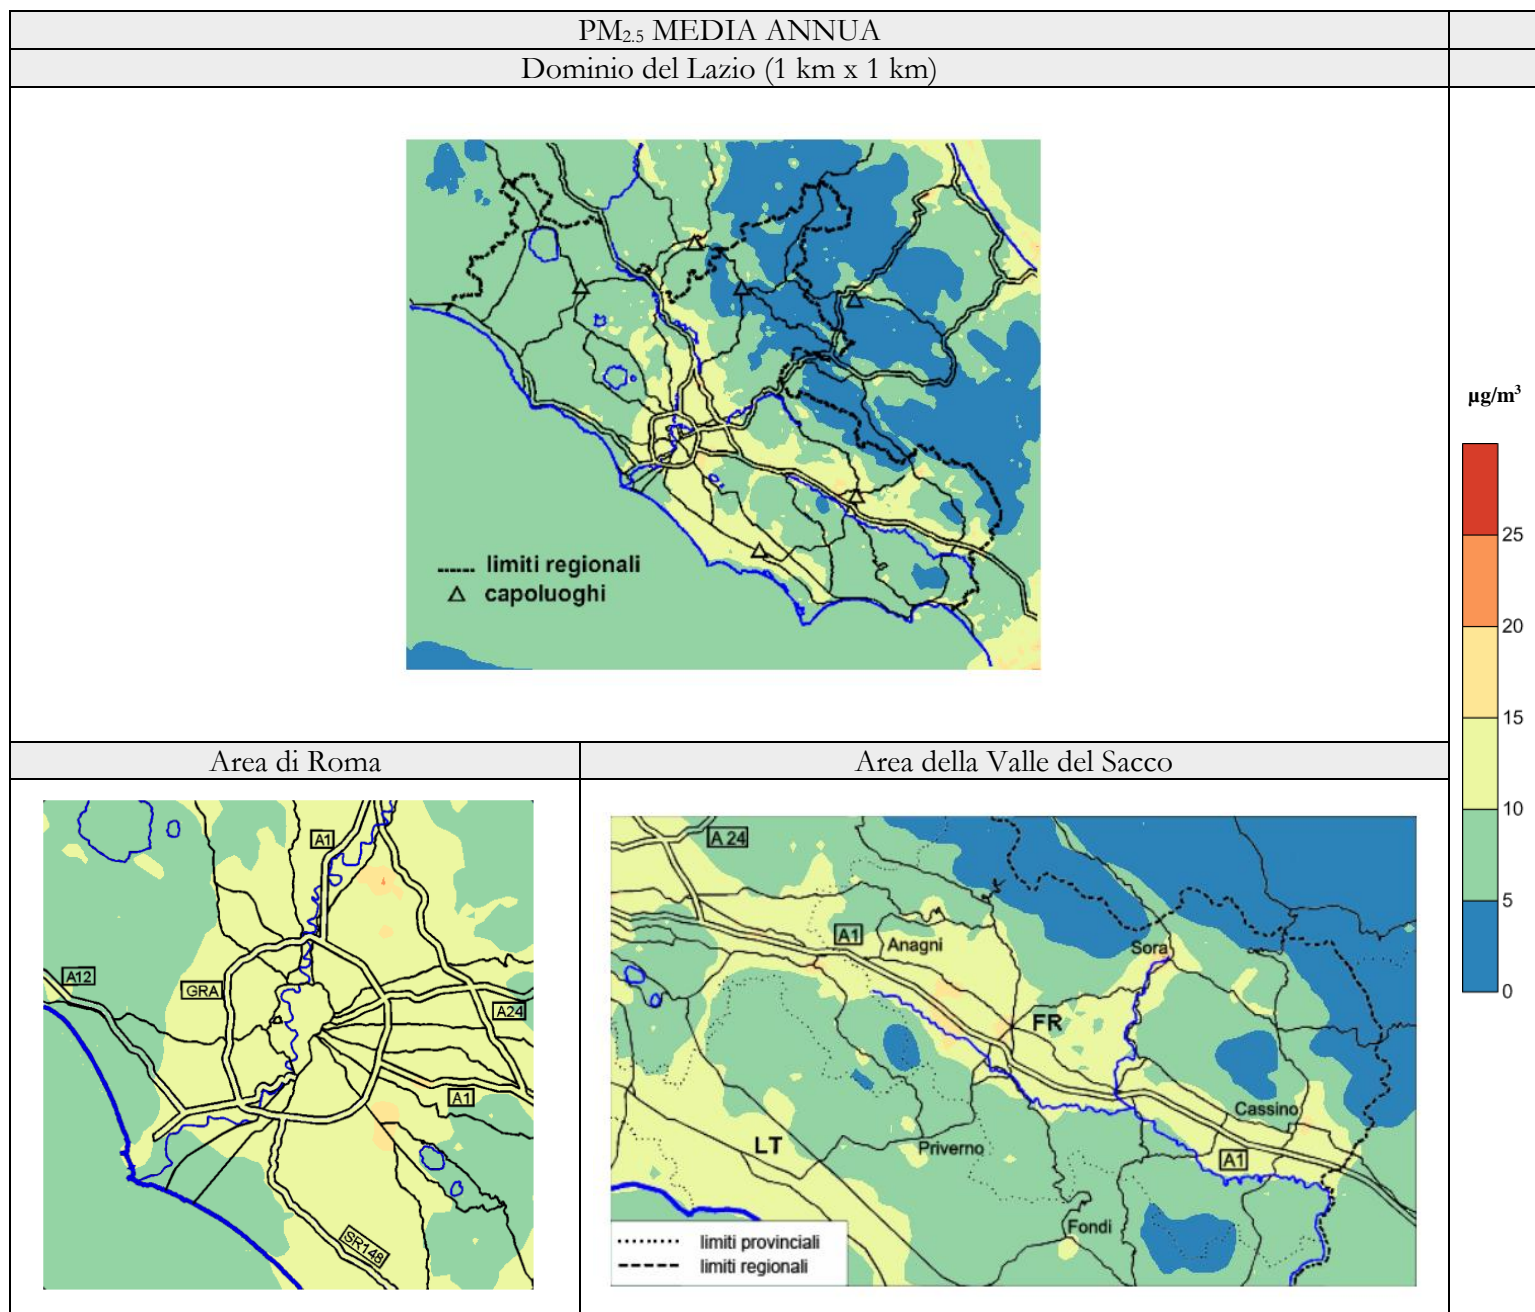 PM2.5 MEDIA ANNUA
Dominio del Lazio (1 km x 1 km)
limiti regionali
capoluoghi
µg/m³
25
20
15
10
5
0
Area di Roma
Area della Valle del Sacco
A1
A12
GRA
A24
A1
SR148
A 24
A1
Anagni
Sora
FR
Cassino
LT
Priverno
A1
Fondi
limiti provinciali
limiti regionali